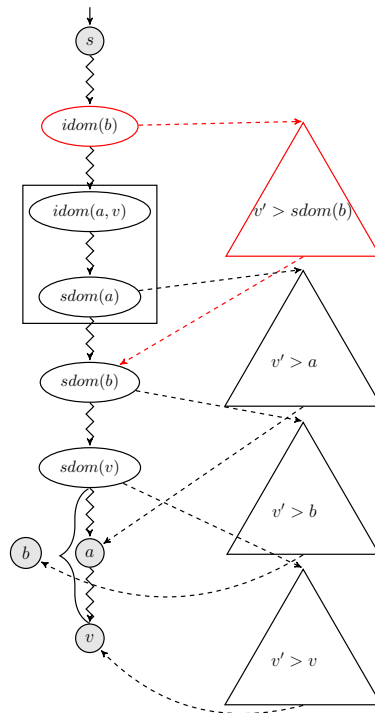 s
idom(b)
v' > sdom(b)
idom(a, v)
sdom(a)
v' > a
sdom(b)
sdom(v)
v' > b
b
a
v
v' > v